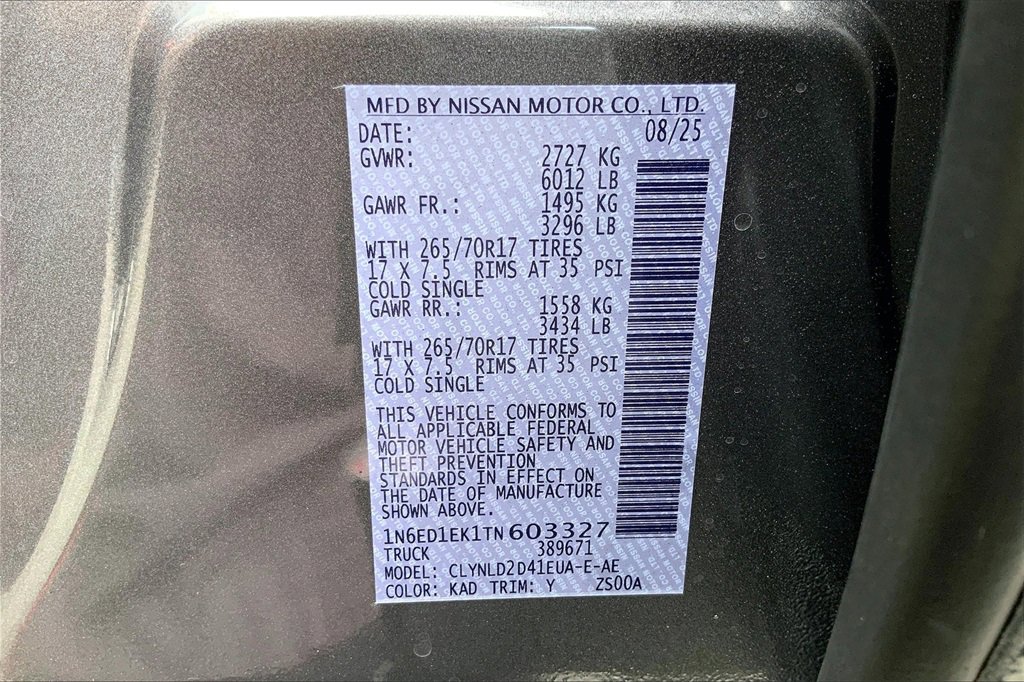 MFD BY NISSAN MOTOR CO., LTD.
DATE: 08/25
GVWR: 2727 KG
6012 LB
GAWR FR.: 1495 KG
3296 LB
WITH 265/70R17 TIRES
17 X 7.5 RIMS AT 35 PSI
COLD SINGLE
GAWR RR.: 1558 KG
3434 LB
WITH 265/70R17 TIRES
17 X 7.5 RIMS AT 35 PSI
COLD SINGLE
THIS VEHICLE CONFORMS TO
ALL APPLICABLE FEDERAL
MOTOR VEHICLE SAFETY AND
THEFT PREVENTION
STANDARDS IN EFFECT ON
THE DATE OF MANUFACTURE
SHOWN ABOVE.
1N6ED1EK1TN603327
TRUCK 389671
MODEL: CLYNLD2D41EUA-E-AE
COLOR: KAD TRIM: Y ZS00A